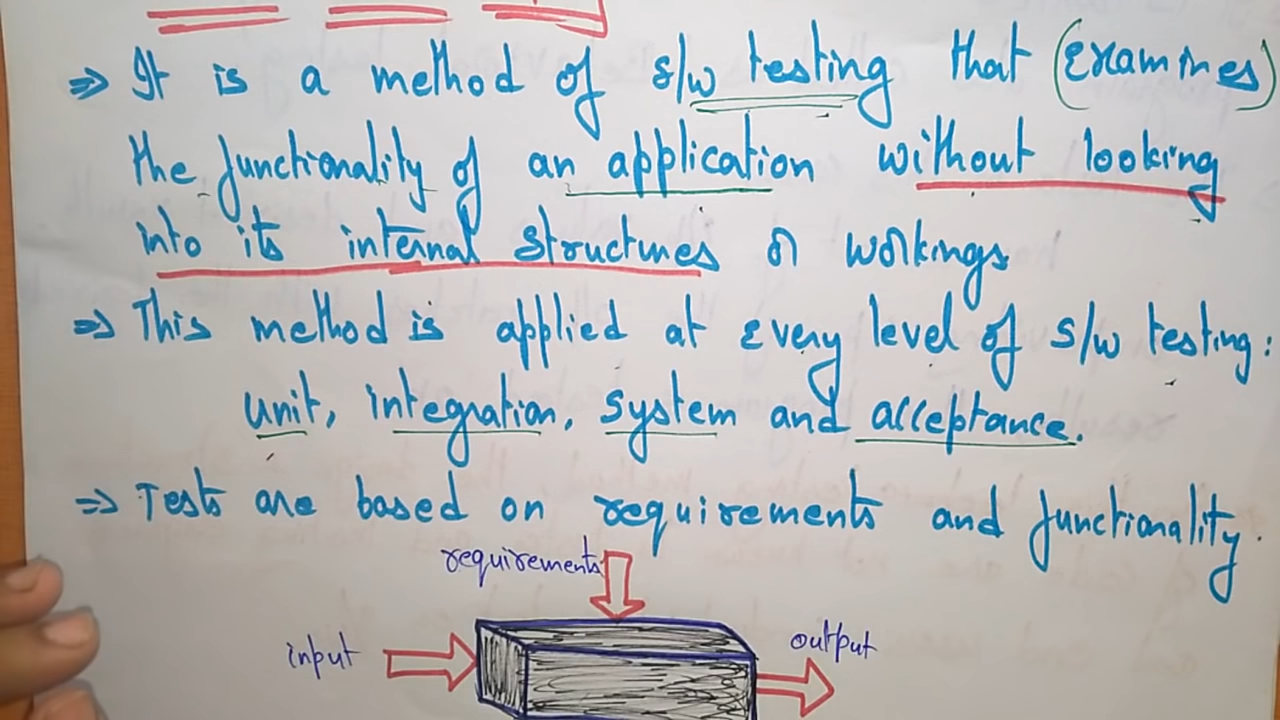 ⇒ It is a method of s/w testing that (examines)
the functionality of an application without looking
into its internal structures or workings
⇒ This method is applied at every level of s/w testing:
unit, integration, system and acceptance.
⇒ Tests are based on requirements and functionality.
requirements
input
output